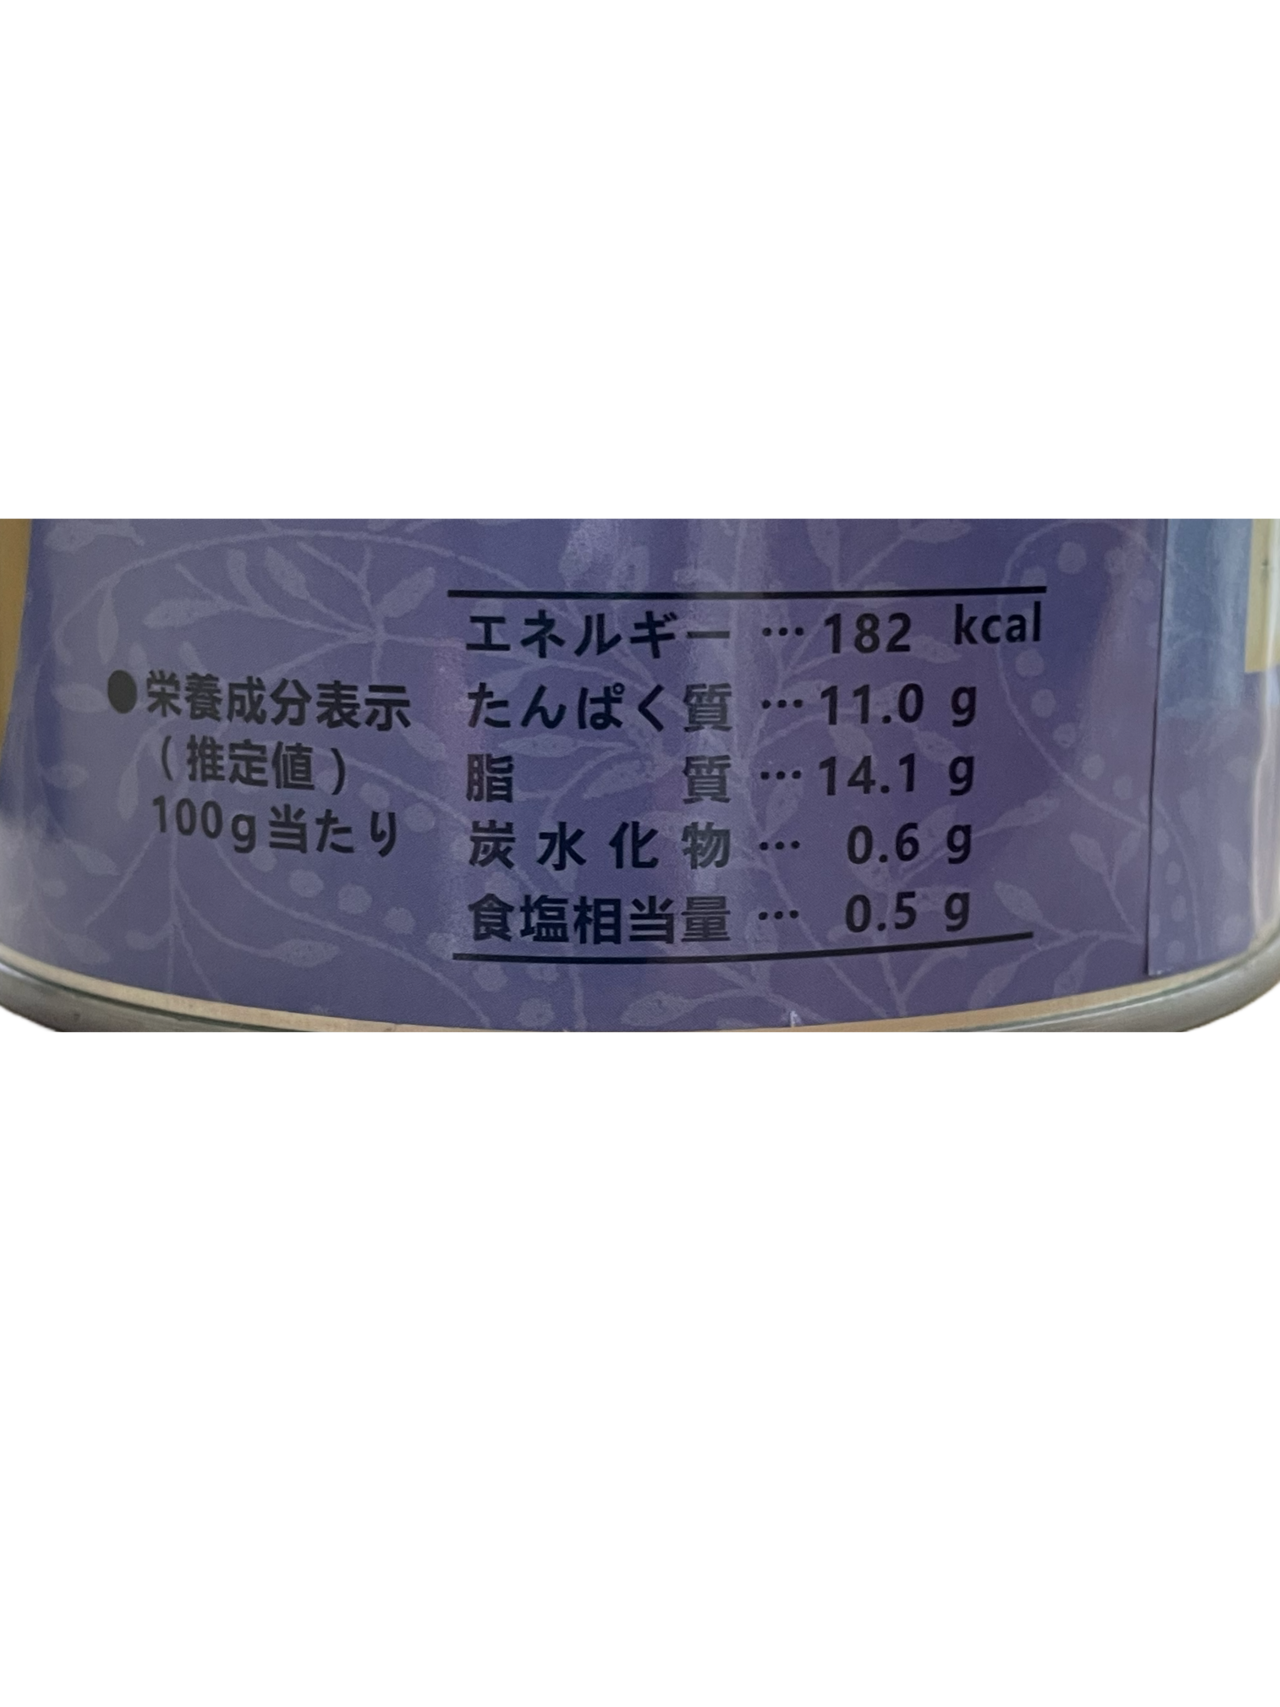 ●栄養成分表示
(推定値)
100g当たり
エネルギー…182 kcal
たんぱく質…11.0 g
脂質…14.1 g
炭水化物… 0.6 g
食塩相当量… 0.5 g